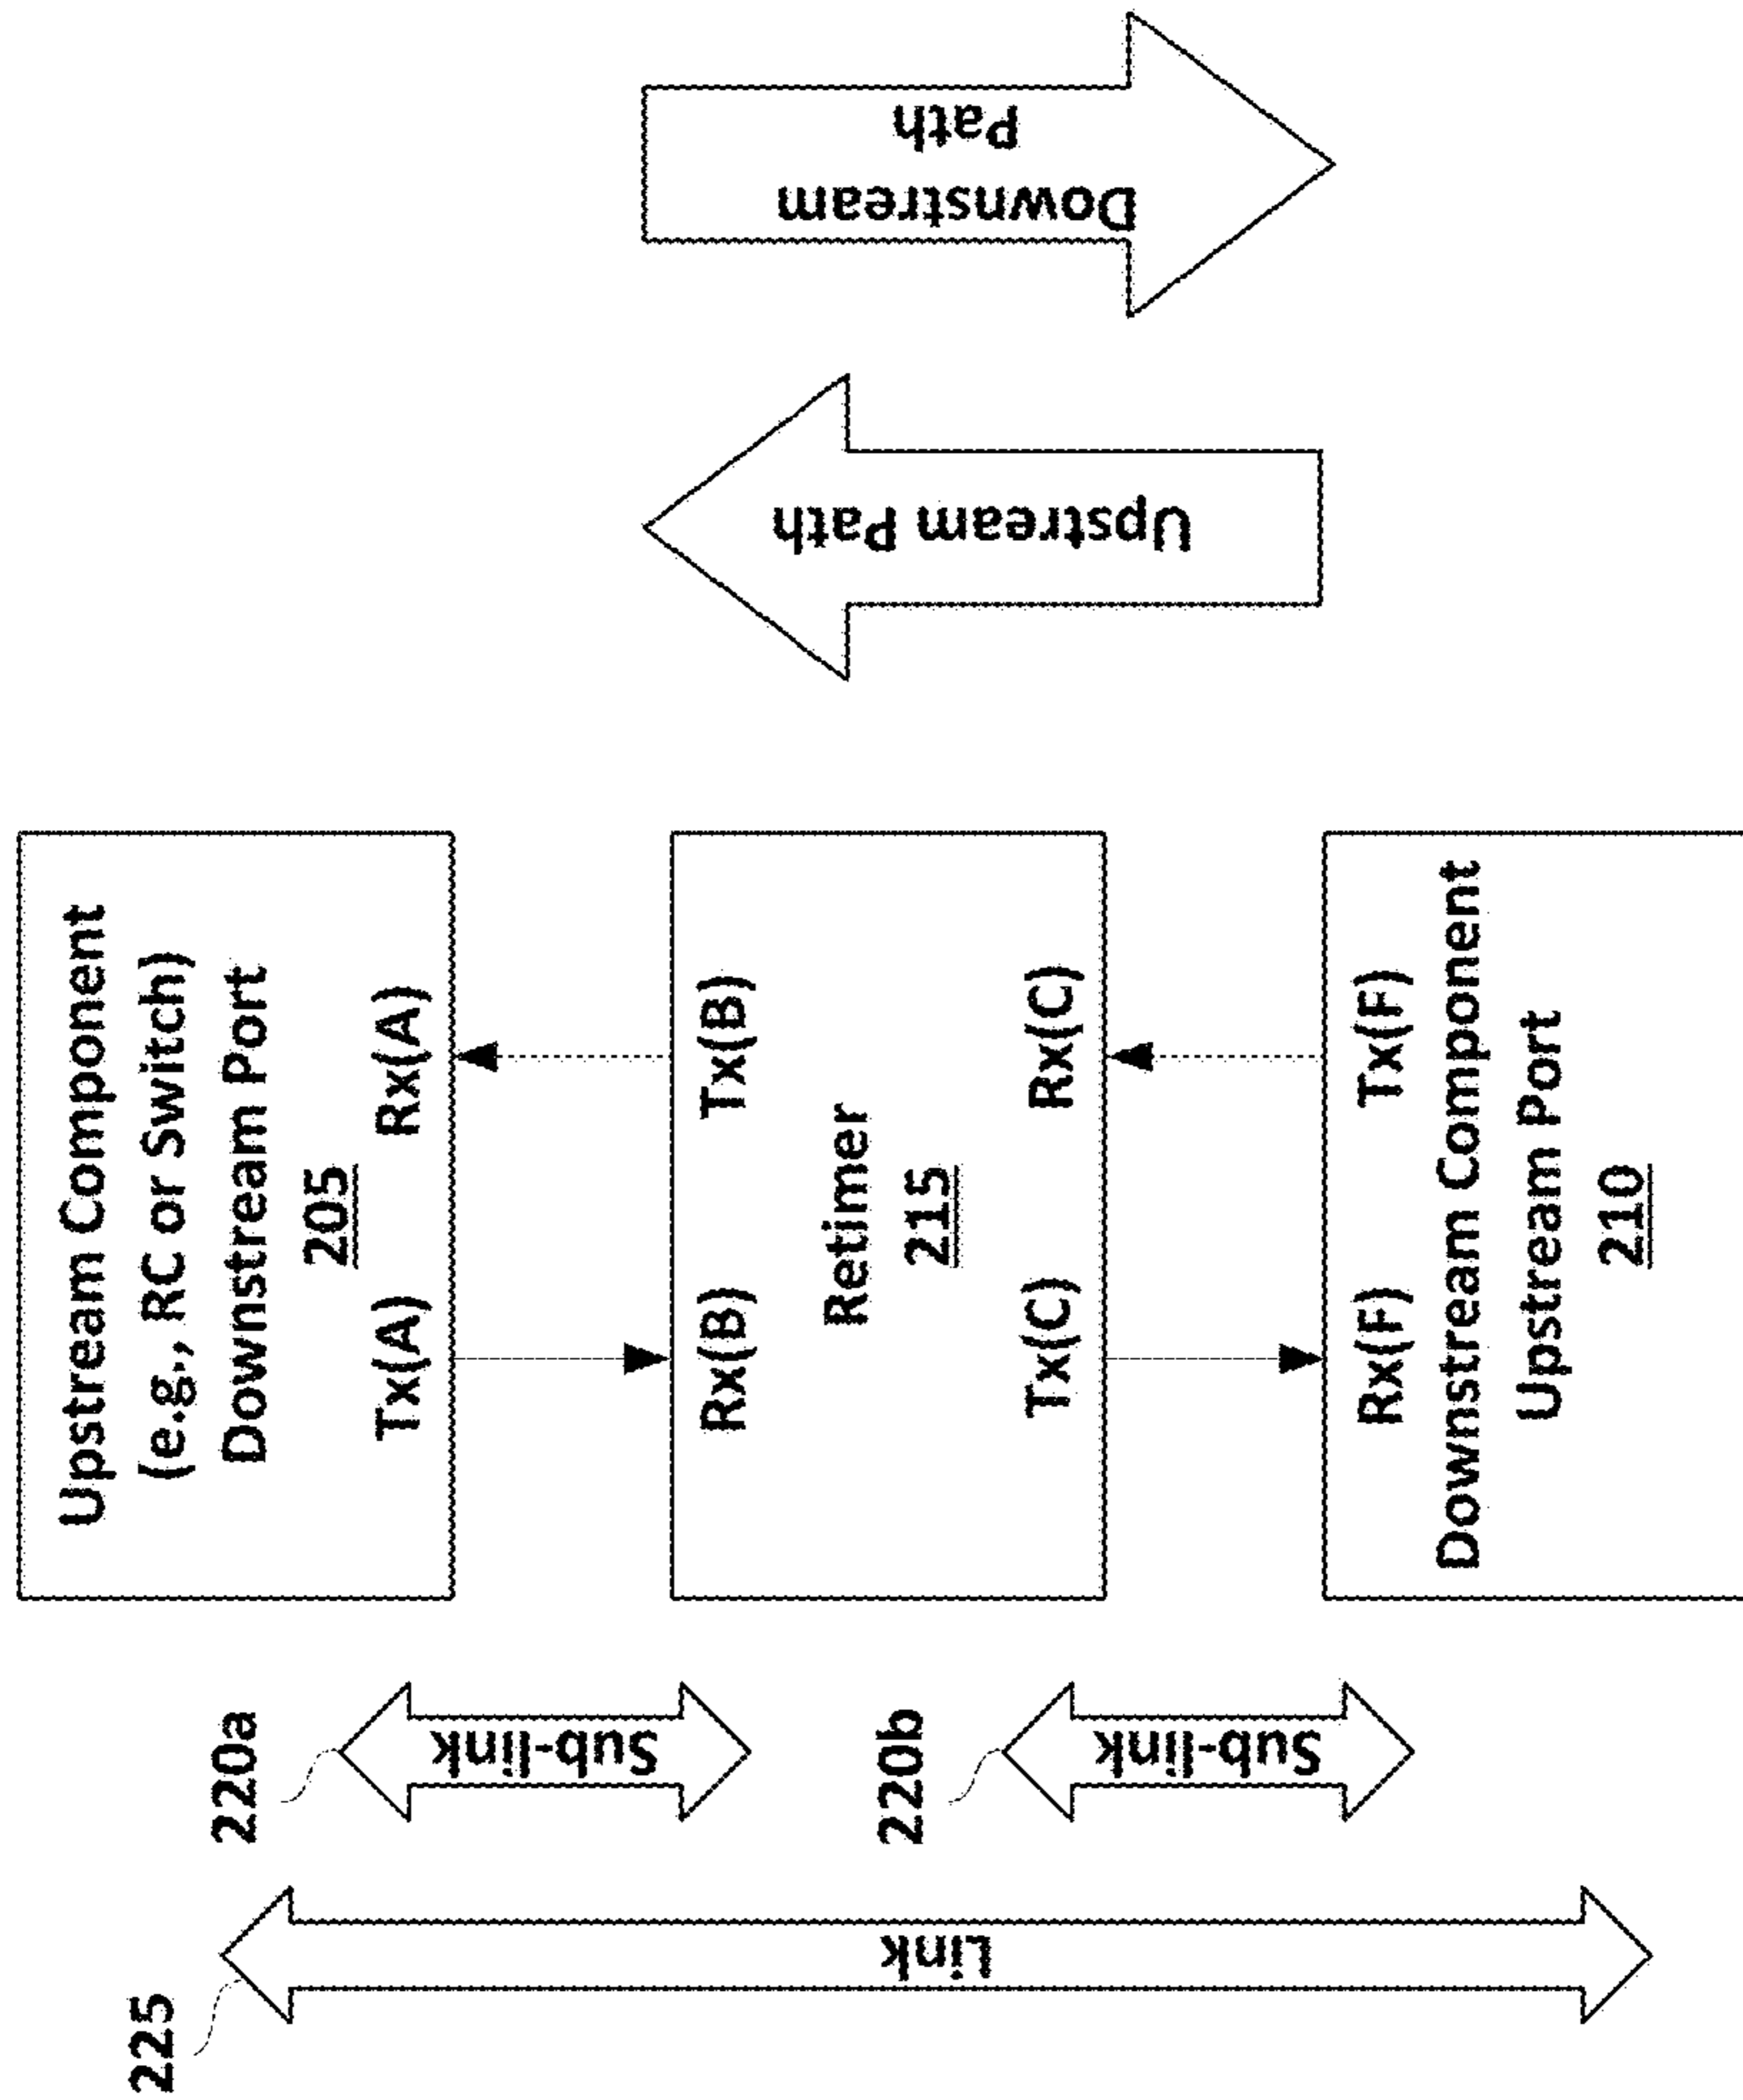 225
Link
220a
Sub-link
220b
Sub-link
Upstream Component
(e.g., RC or Switch)
Downstream Port
205
Tx(A)
Rx(A)
Rx(B)
Tx(B)
Retimer
215
Tx(C)
Rx(C)
Rx(F)
Tx(F)
Downstream Component
Upstream Port
210
Upstream Path
Downstream
Path